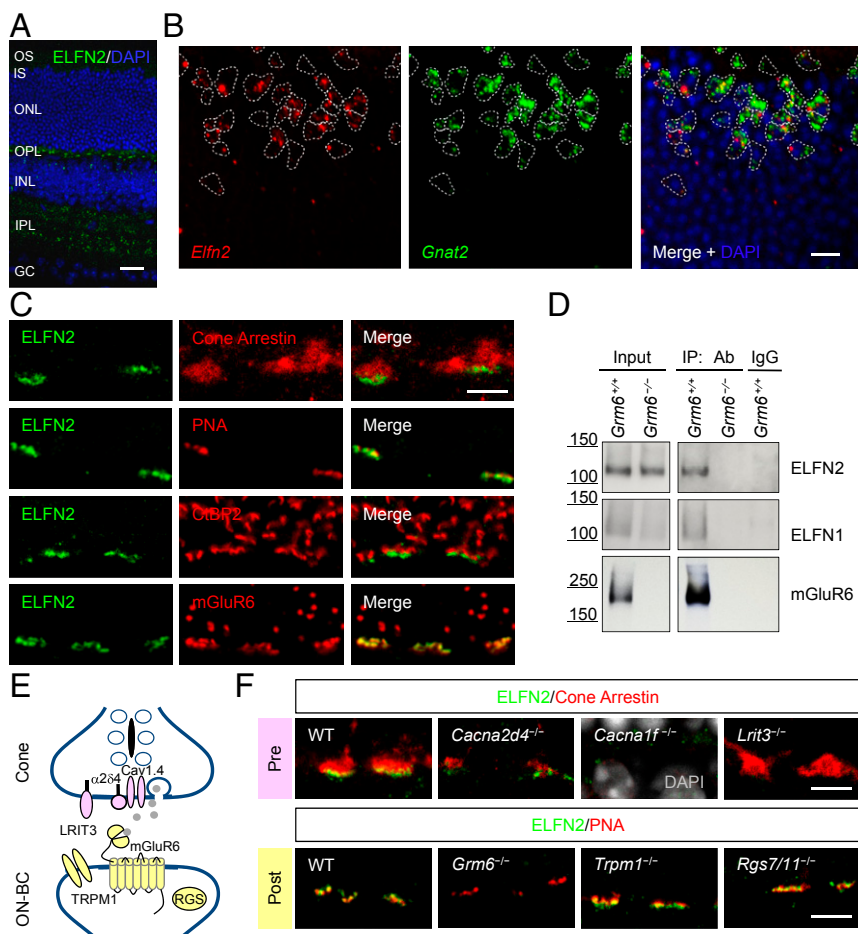 A
ELFN2/DAPI
OS
IS
ONL
OPL
INL
IPL
GC
B
Elfn2
Gnat2
Merge + DAPI
C
ELFN2
Cone Arrestin
Merge
ELFN2
PNA
Merge
ELFN2
CtBP2
Merge
ELFN2
mGluR6
Merge
D
Input
IP: Ab
IgG
Grm6+/+
Grm6−/−
Grm6+/+
Grm6−/−
Grm6+/+
150
100
ELFN2
150
100
ELFN1
250
150
mGluR6
E
Cone
α2δ4
Cav1.4
LRIT3
mGluR6
TRPM1
RGS
ON-BC
F
ELFN2/Cone Arrestin
Pre
WT
Cacna2d4−/−
Cacna1f−/−
DAPI
Lrit3−/−
ELFN2/PNA
Post
WT
Grm6−/−
Trpm1−/−
Rgs7/11−/−